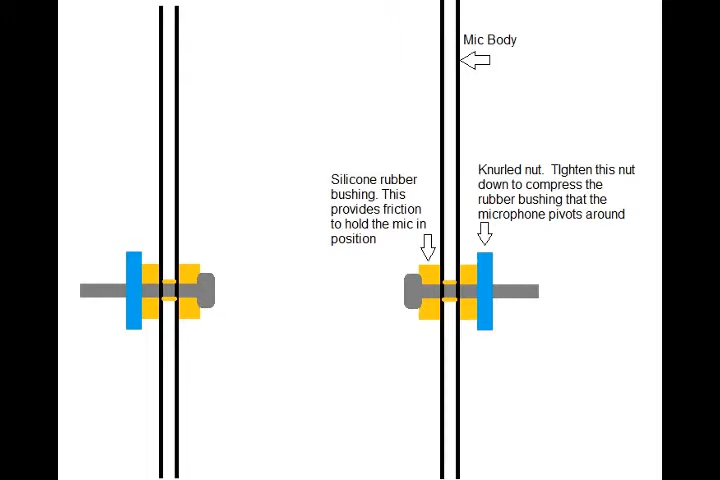 Mic Body
Silicone rubber
bushing. This
provides friction
to hold the mic in
position
Knurled nut.  TIghten this nut
down to compress the
rubber bushing that the
microphone pivots around